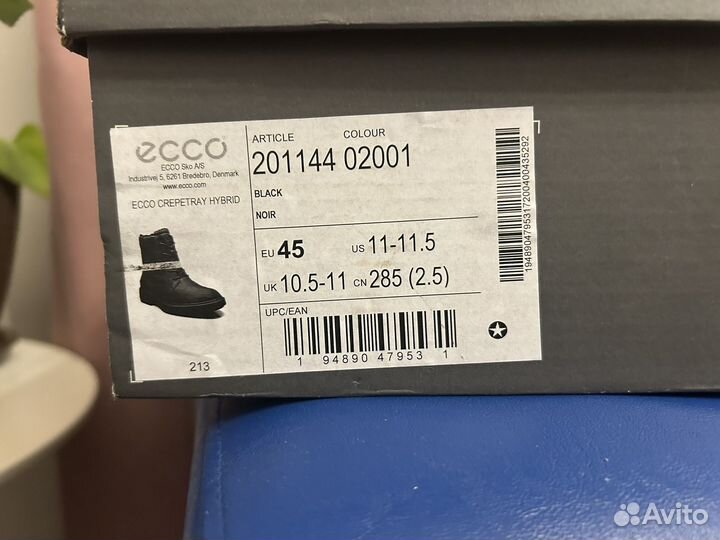 ecco
ECCO Sko A/S
Industrivej 5, 6261 Bredebro, Denmark
www.ecco.com
ECCO CREPETRAY HYBRID
213
ARTICLE COLOUR
201144 02001
BLACK
NOIR
EU 45 US 11-11.5
UK 10.5-11 CN 285 (2.5)
UPC/EAN
1 94890 47953 1
19489047953172004004352​92
Avito